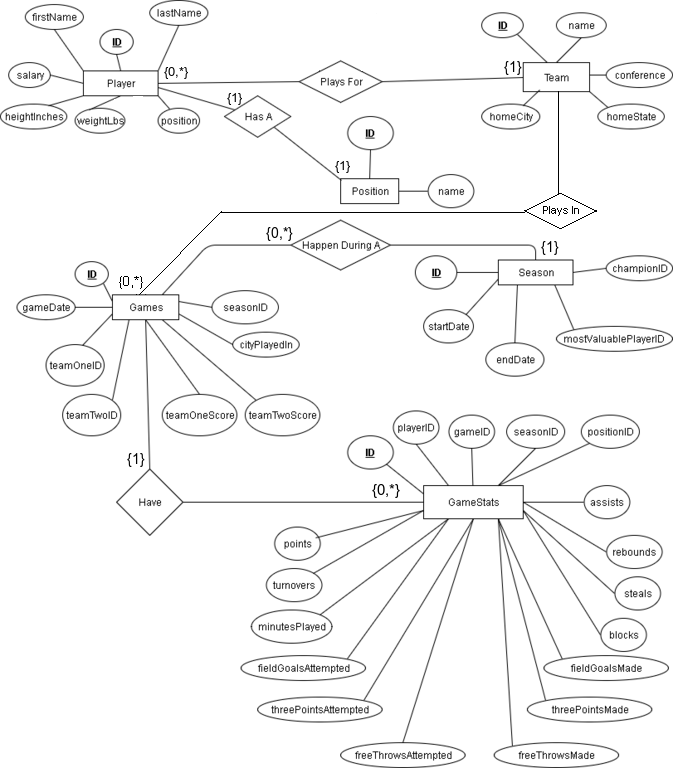 firstName
lastName
ID
ID
name
salary
{0,*}
Plays For
{1}
Team
conference
Player
heightInches
weightLbs
position
{1}
Has A
homeCity
homeState
ID
{1}
Position
name
Plays In
{0,*}
Happen During A
{1}
ID
{0,*}
ID
Season
championID
gameDate
Games
seasonID
startDate
cityPlayedIn
mostValuablePlayerID
endDate
teamOneID
teamTwoID
teamOneScore
teamTwoScore
playerID
gameID
seasonID
positionID
ID
{1}
{0,*}
Have
GameStats
assists
points
rebounds
turnovers
steals
minutesPlayed
blocks
fieldGoalsAttempted
fieldGoalsMade
threePointsAttempted
threePointsMade
freeThrowsAttempted
freeThrowsMade